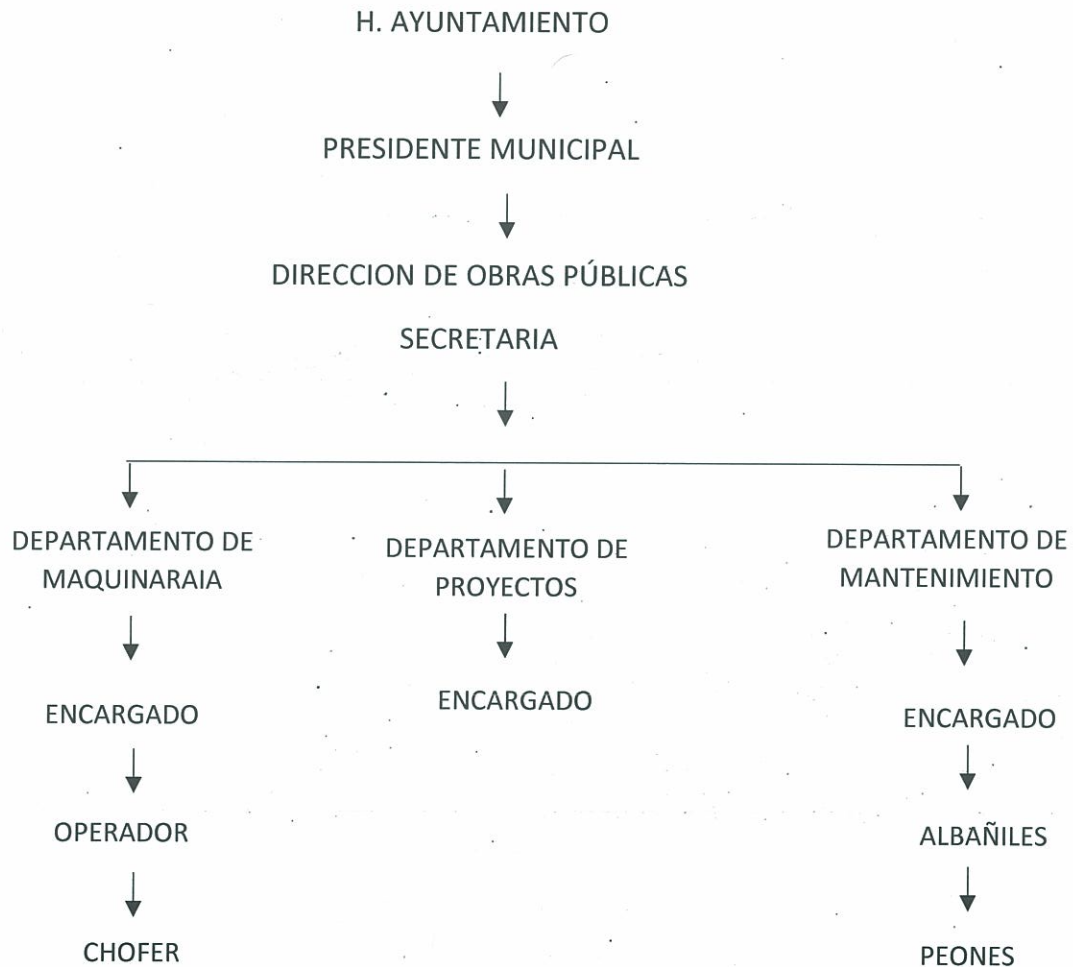 H. AYUNTAMIENTO
PRESIDENTE MUNICIPAL
DIRECCION DE OBRAS PÚBLICAS
SECRETARIA
DEPARTAMENTO DE
MAQUINARAIA
DEPARTAMENTO DE
PROYECTOS
DEPARTAMENTO DE
MANTENIMIENTO
ENCARGADO
ENCARGADO
ENCARGADO
OPERADOR
ALBAÑILES
CHOFER
PEONES